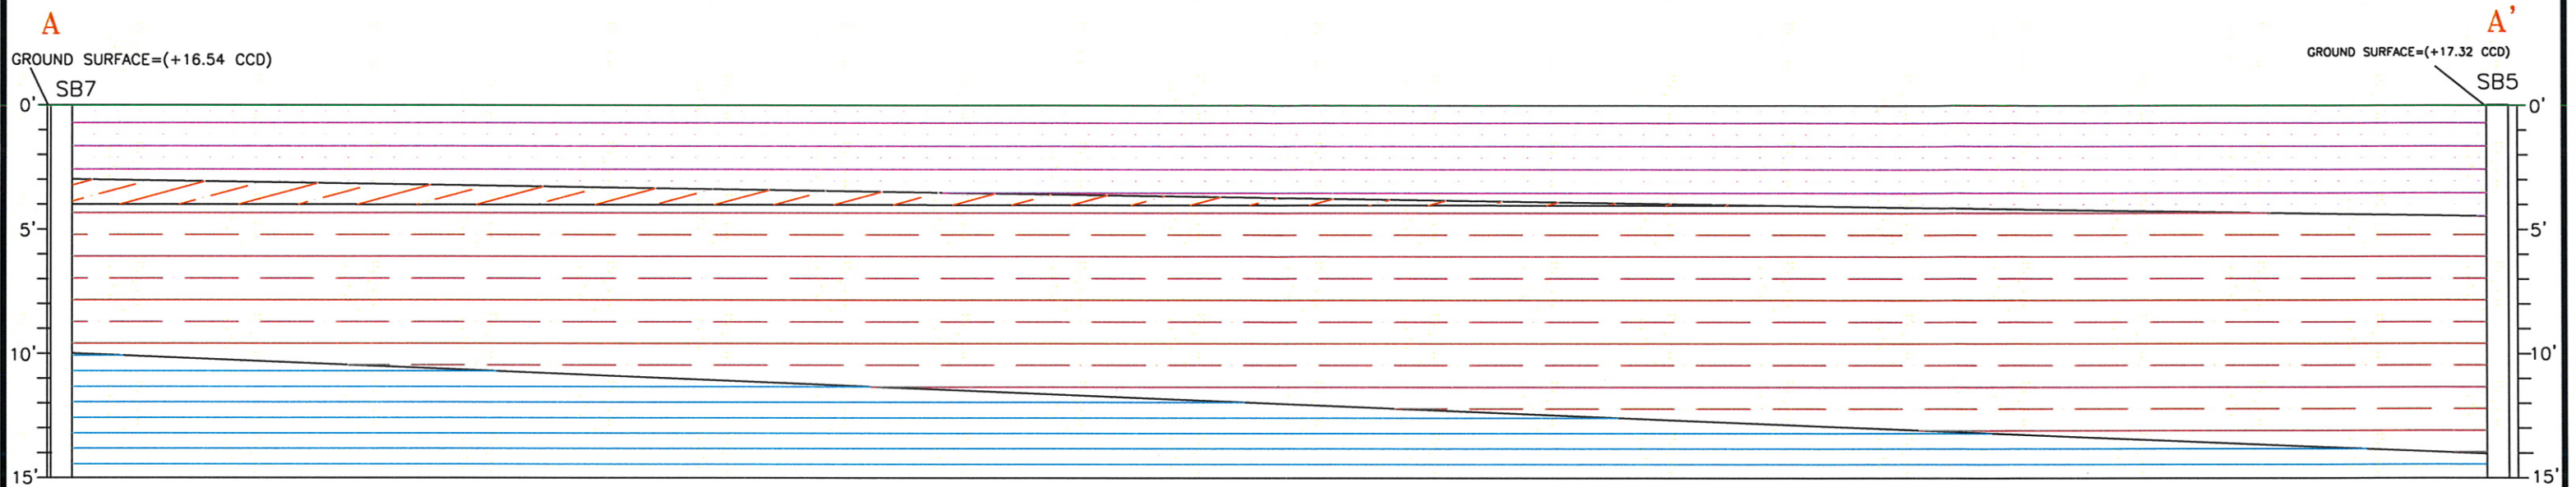 A
A'
GROUND SURFACE=(+16.54 CCD)
GROUND SURFACE=(+17.32 CCD)
SB7
SB5
0'
0'
5'
5'
10'
10'
15'
15'